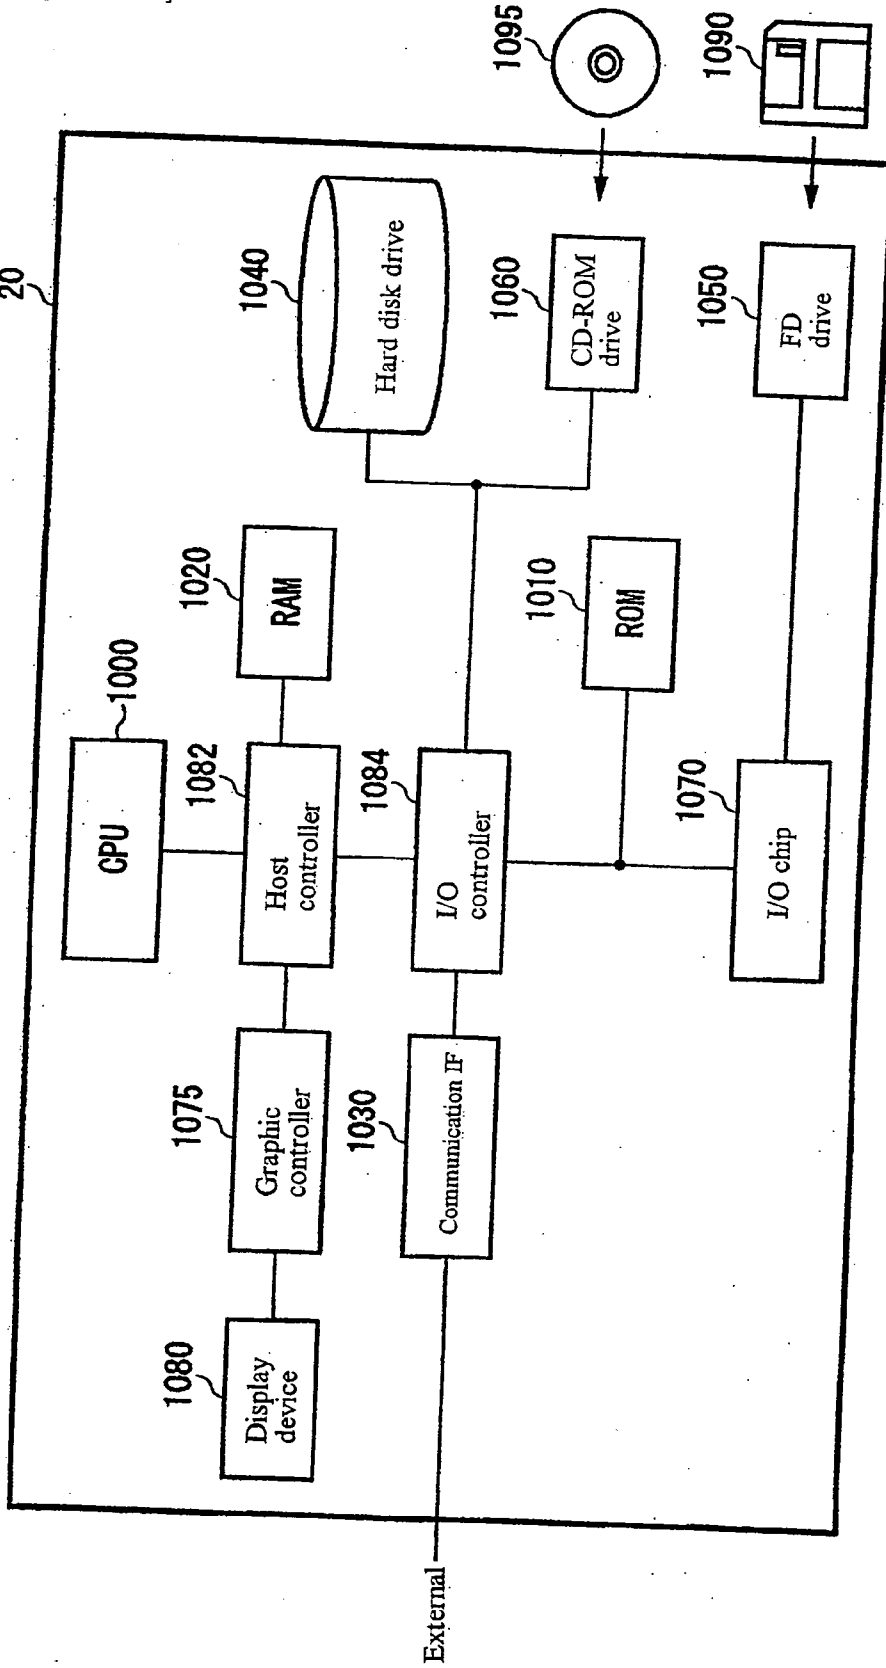 20
1000
CPU
1082
Host
controller
1020
RAM
1075
Graphic
controller
1080
Display
device
1040
Hard disk drive
1084
I/O
controller
1030
Communication IF
External
1095
1060
CD-ROM
drive
1010
ROM
1090
1050
FD
drive
1070
I/O chip